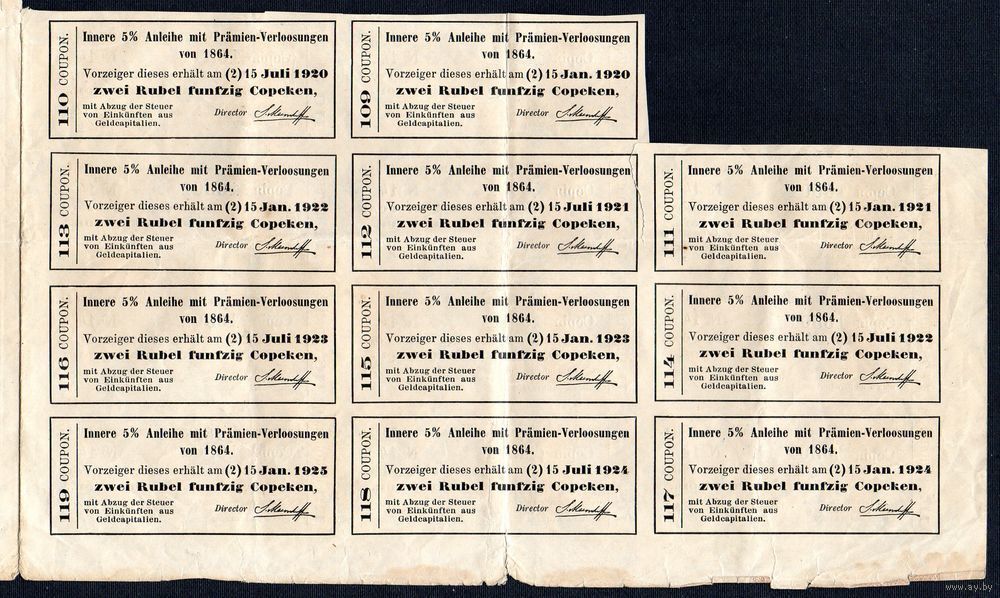 110 COUPON.
Innere 5% Anleihe mit Prämien-Verloosungen
von 1864.
Vorzeiger dieses erhält am (2) 15 Juli 1920
zwei Rubel funfzig Copeken,
mit Abzug der Steuer
von Einkünften aus
Geldcapitalien.
Director
109 COUPON.
Innere 5% Anleihe mit Prämien-Verloosungen
von 1864.
Vorzeiger dieses erhält am (2) 15 Jan. 1920
zwei Rubel funfzig Copeken,
mit Abzug der Steuer
von Einkünften aus
Geldcapitalien.
Director
113 COUPON.
Innere 5% Anleihe mit Prämien-Verloosungen
von 1864.
Vorzeiger dieses erhält am (2) 15 Jan. 1922
zwei Rubel funfzig Copeken,
mit Abzug der Steuer
von Einkünften aus
Geldcapitalien.
Director
112 COUPON.
Innere 5% Anleihe mit Prämien-Verloosungen
von 1864.
Vorzeiger dieses erhält am (2) 15 Juli 1921
zwei Rubel funfzig Copeken,
mit Abzug der Steuer
von Einkünften aus
Geldcapitalien.
Director
111 COUPON.
Innere 5% Anleihe mit Prämien-Verloosungen
von 1864.
Vorzeiger dieses erhält am (2) 15 Jan. 1921
zwei Rubel funfzig Copeken,
mit Abzug der Steuer
von Einkünften aus
Geldcapitalien.
Director
116 COUPON.
Innere 5% Anleihe mit Prämien-Verloosungen
von 1864.
Vorzeiger dieses erhält am (2) 15 Juli 1923
zwei Rubel funfzig Copeken,
mit Abzug der Steuer
von Einkünften aus
Geldcapitalien.
Director
115 COUPON.
Innere 5% Anleihe mit Prämien-Verloosungen
von 1864.
Vorzeiger dieses erhält am (2) 15 Jan. 1923
zwei Rubel funfzig Copeken,
mit Abzug der Steuer
von Einkünften aus
Geldcapitalien.
Director
114 COUPON.
Innere 5% Anleihe mit Prämien-Verloosungen
von 1864.
Vorzeiger dieses erhält am (2) 15 Juli 1922
zwei Rubel funfzig Copeken,
mit Abzug der Steuer
von Einkünften aus
Geldcapitalien.
Director
119 COUPON.
Innere 5% Anleihe mit Prämien-Verloosungen
von 1864.
Vorzeiger dieses erhält am (2) 15 Jan. 1925
zwei Rubel funfzig Copeken,
mit Abzug der Steuer
von Einkünften aus
Geldcapitalien.
Director
118 COUPON.
Innere 5% Anleihe mit Prämien-Verloosungen
von 1864.
Vorzeiger dieses erhält am (2) 15 Juli 1924
zwei Rubel funfzig Copeken,
mit Abzug der Steuer
von Einkünften aus
Geldcapitalien.
Director
117 COUPON.
Innere 5% Anleihe mit Prämien-Verloosungen
von 1864.
Vorzeiger dieses erhält am (2) 15 Jan. 1924
zwei Rubel funfzig Copeken,
mit Abzug der Steuer
von Einkünften aus
Geldcapitalien.
Director
www.ay.by